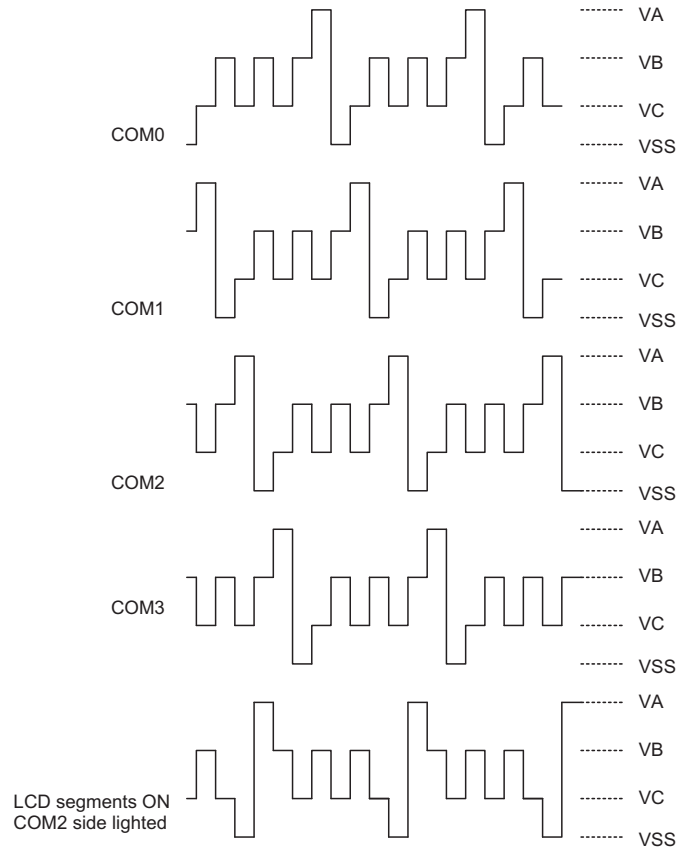 VA
VB
VC
COM0
VSS
VA
VB
VC
COM1
VSS
VA
VB
VC
COM2
VSS
VA
VB
COM3
VC
VSS
VA
VB
VC
LCD segments ON
COM2 side lighted
VSS